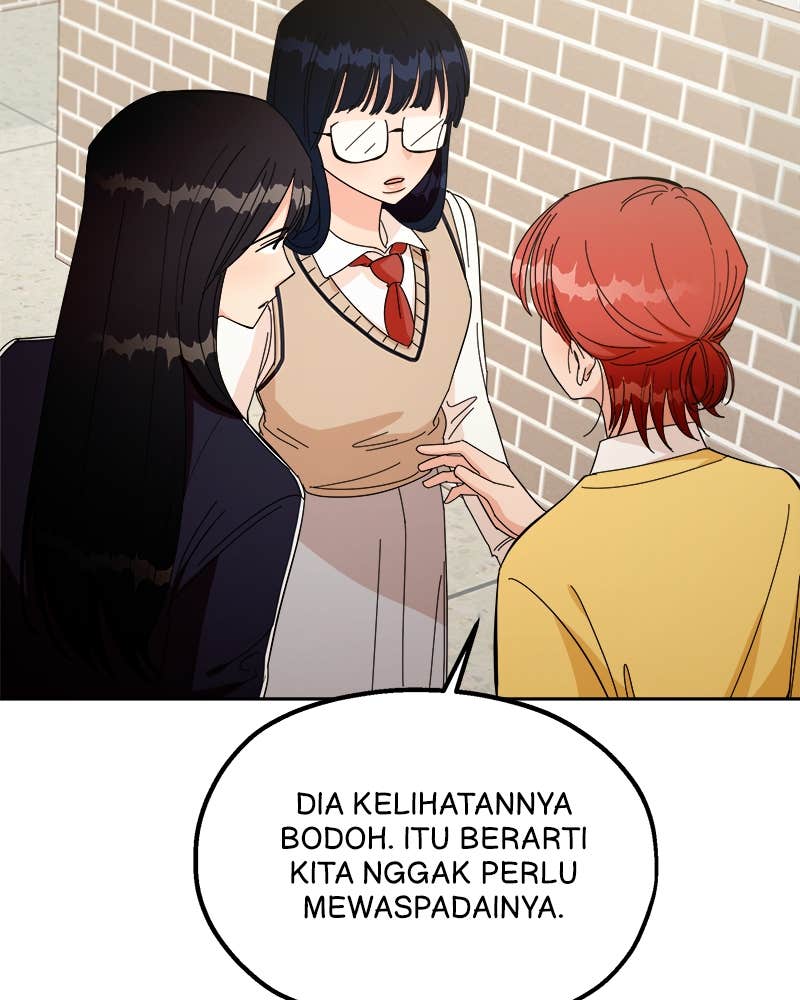 DIA KELIHATANNYA
BODOH. ITU BERARTI
KITA NGGAK PERLU
MEWASPADAINYA.